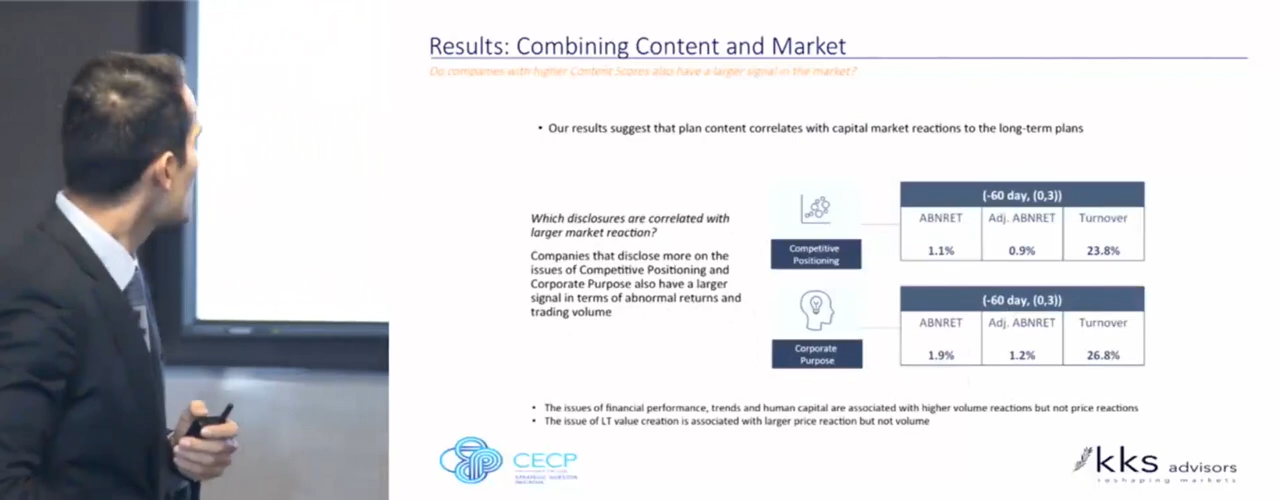 Results: Combining Content and Market
Do companies with higher Content Scores also have a larger signal in the market?
• Our results suggest that plan content correlates with capital market reactions to the long-term plans
Which disclosures are correlated with
larger market reaction?
Companies that disclose more on the
issues of Competitive Positioning and
Corporate Purpose also have a larger
signal in terms of abnormal returns and
trading volume
Competitive
Positioning
(-60 day, (0,3))
ABNRET Adj. ABNRET Turnover
1.1% 0.9% 23.8%
Corporate
Purpose
(-60 day, (0,3))
ABNRET Adj. ABNRET Turnover
1.9% 1.2% 26.8%
• The issues of financial performance, trends and human capital are associated with higher volume reactions but not price reactions
• The issue of LT value creation is associated with larger price reaction but not volume
CECP
STRATEGIC INVESTOR
INITIATIVE
kks advisors
reshaping markets